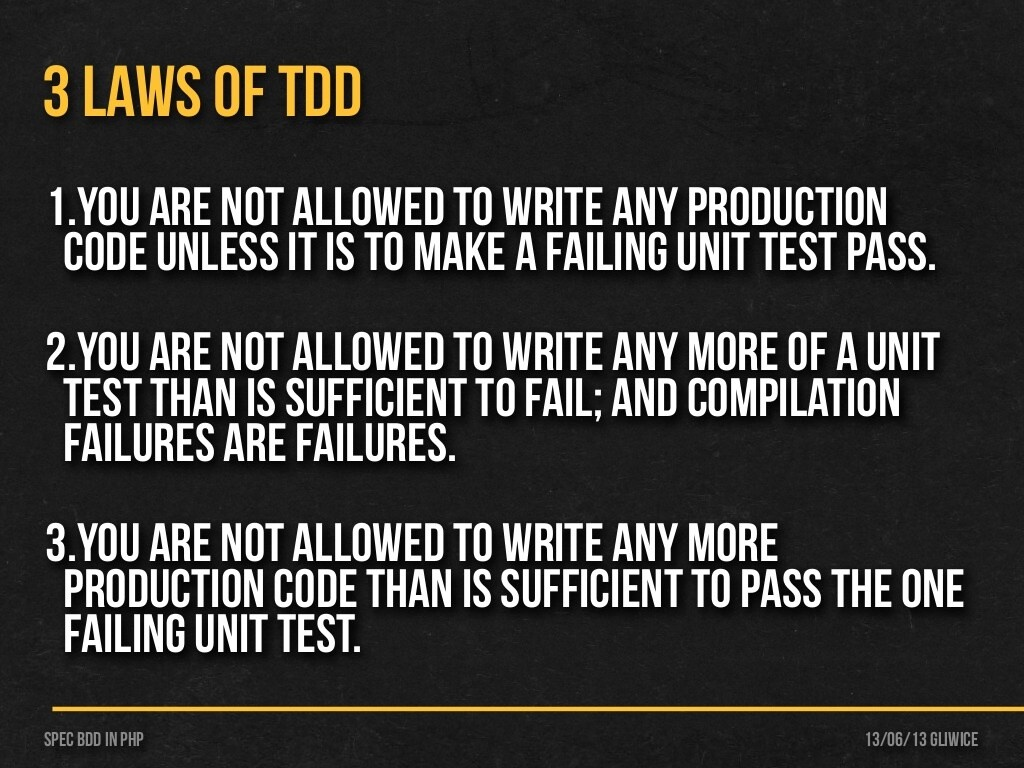 3 LAWS OF TDD
1.YOU ARE NOT ALLOWED TO WRITE ANY PRODUCTION
CODE UNLESS IT IS TO MAKE A FAILING UNIT TEST PASS.
2.YOU ARE NOT ALLOWED TO WRITE ANY MORE OF A UNIT
TEST THAN IS SUFFICIENT TO FAIL; AND COMPILATION
FAILURES ARE FAILURES.
3.YOU ARE NOT ALLOWED TO WRITE ANY MORE
PRODUCTION CODE THAN IS SUFFICIENT TO PASS THE ONE
FAILING UNIT TEST.
SPEC BDD IN PHP
13/06/13 GLIWICE